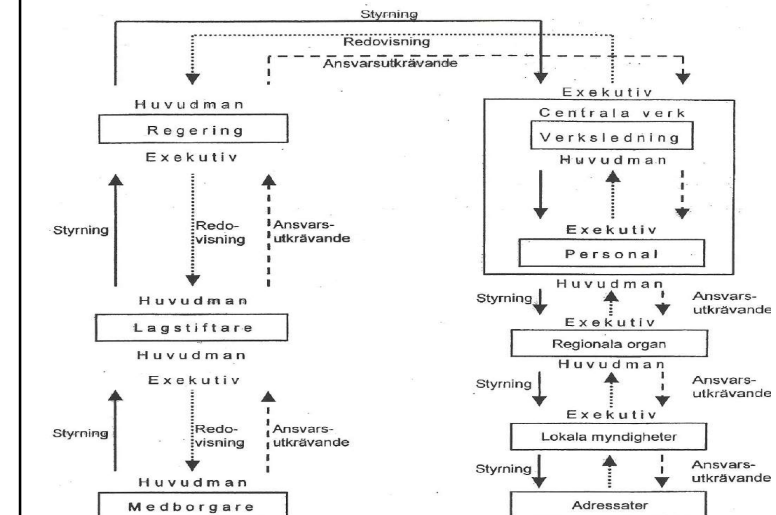 Styrning
Redovisning
Ansvarsutkrävande
Huvudman
Regering
Exekutiv
Styrning
Redo-
visning
Ansvars-
utkrävande
Huvudman
Lagstiftare
Huvudman
Exekutiv
Styrning
Redo-
visning
Ansvars-
utkrävande
Huvudman
Medborgare
Exekutiv
Centrala verk
Verksledning
Huvudman
Exekutiv
Personal
Huvudman
Styrning
Ansvars-
utkrävande
Exekutiv
Regionala organ
Huvudman
Styrning
Ansvars-
utkrävande
Exekutiv
Lokala myndigheter
Styrning
Ansvars-
utkrävande
Adressater